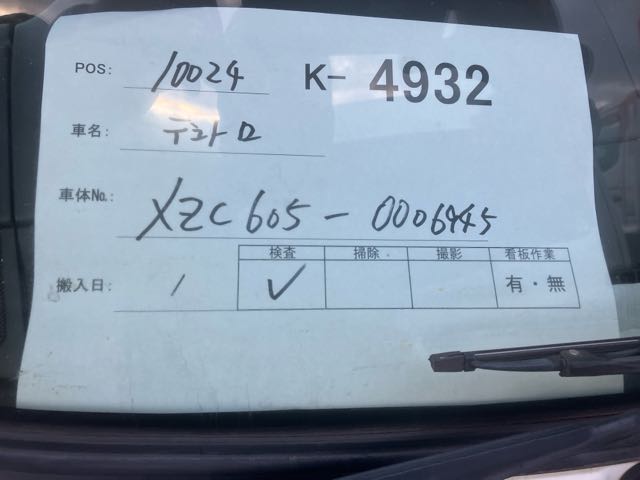 POS: 10024 K- 4932
車名: デュトロ
車体No.: XZC605-0006945
検査 掃除 撮影 看板作業
搬入日: / ✓ 有・無